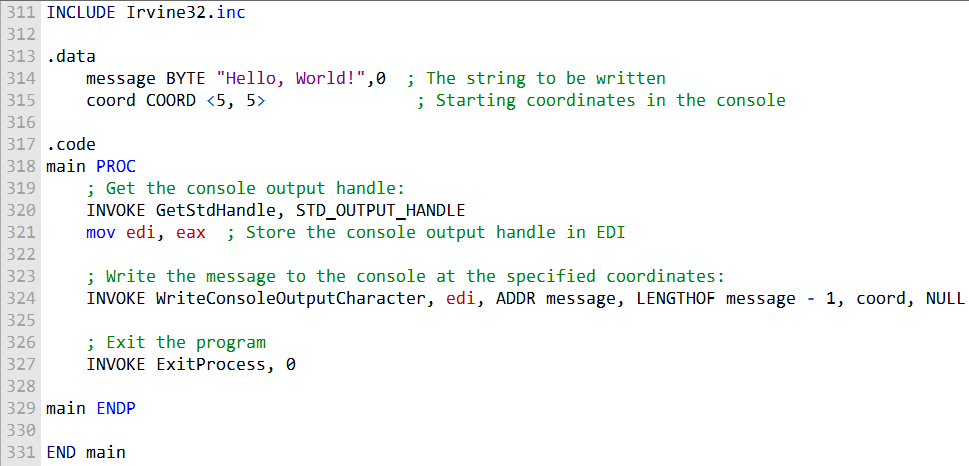 311 INCLUDE Irvine32.inc
312
313 .data
314     message BYTE "Hello, World!",0  ; The string to be written
315     coord COORD <5, 5>               ; Starting coordinates in the console
316
317 .code
318 main PROC
319     ; Get the console output handle:
320     INVOKE GetStdHandle, STD_OUTPUT_HANDLE
321     mov edi, eax  ; Store the console output handle in EDI
322
323     ; Write the message to the console at the specified coordinates:
324     INVOKE WriteConsoleOutputCharacter, edi, ADDR message, LENGTHOF message - 1, coord, NULL
325
326     ; Exit the program
327     INVOKE ExitProcess, 0
328
329 main ENDP
330
331 END main